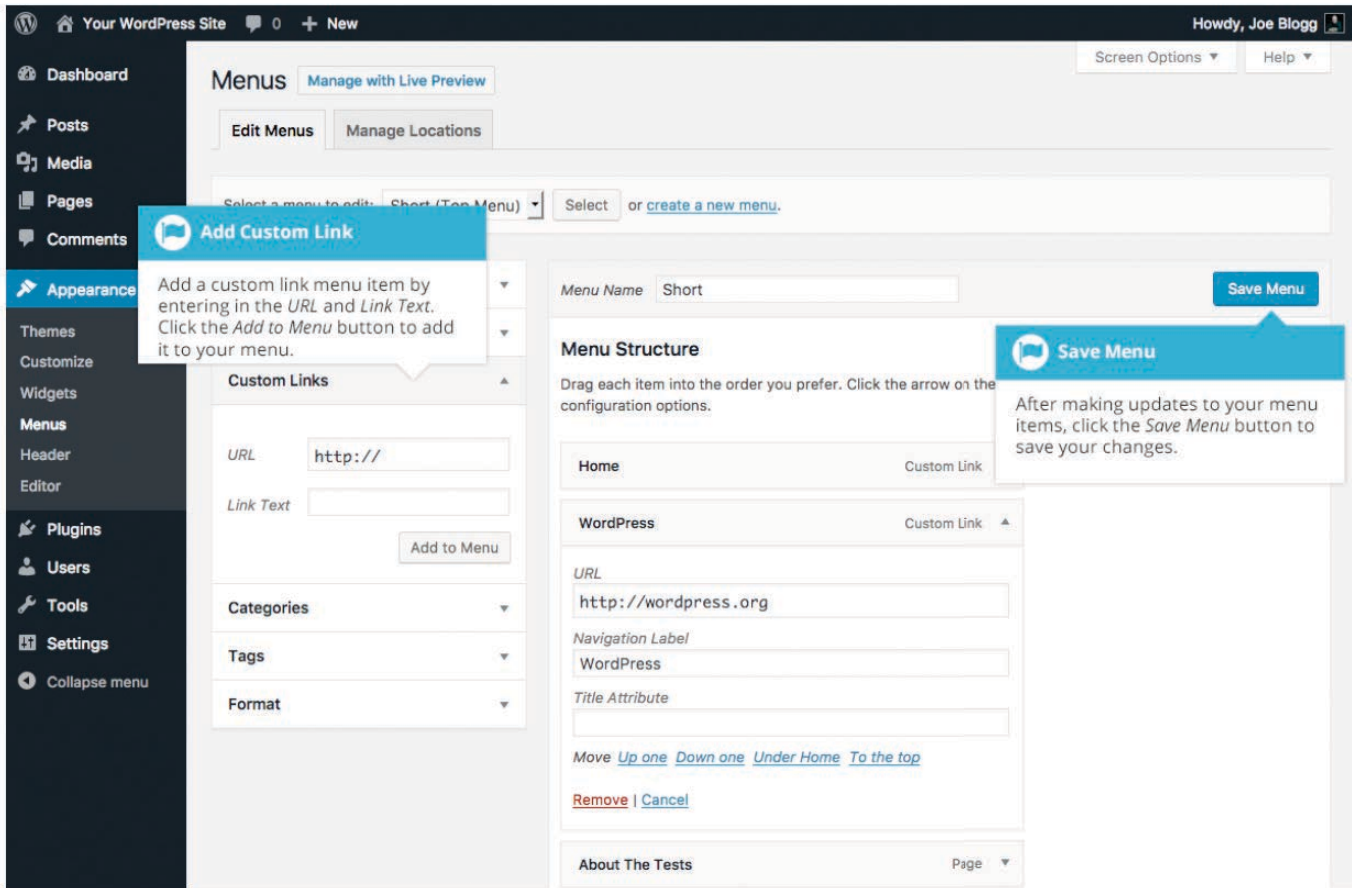 Your WordPress Site 0 + New Howdy, Joe Blogg
Screen Options ▼ Help ▼
Dashboard
Posts
Media
Pages
Comments
Appearance
Themes
Customize
Widgets
Menus
Header
Editor
Plugins
Users
Tools
Settings
Collapse menu
Menus Manage with Live Preview
Edit Menus Manage Locations
Select a menu to edit: Short (Top Menu) Select or create a new menu.
Add Custom Link
Add a custom link menu item by
entering in the URL and Link Text.
Click the Add to Menu button to add
it to your menu.
Custom Links
URL http://
Link Text
Add to Menu
Categories
Tags
Format
Menu Name Short Save Menu
Menu Structure
Drag each item into the order you prefer. Click the arrow on the
configuration options.
Save Menu
After making updates to your menu
items, click the Save Menu button to
save your changes.
Home Custom Link
WordPress Custom Link
URL
http://wordpress.org
Navigation Label
WordPress
Title Attribute
Move Up one Down one Under Home To the top
Remove | Cancel
About The Tests Page